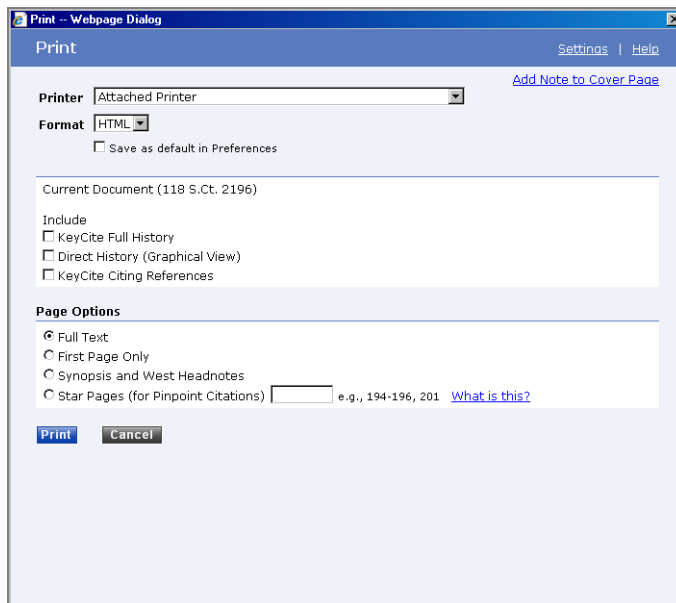 Print -- Webpage Dialog
Print
Settings | Help
Add Note to Cover Page
Printer Attached Printer
Format HTML
Save as default in Preferences
Current Document (118 S.Ct. 2196)
Include
KeyCite Full History
Direct History (Graphical View)
KeyCite Citing References
Page Options
Full Text
First Page Only
Synopsis and West Headnotes
Star Pages (for Pinpoint Citations) e.g., 194-196, 201 What is this?
Print Cancel